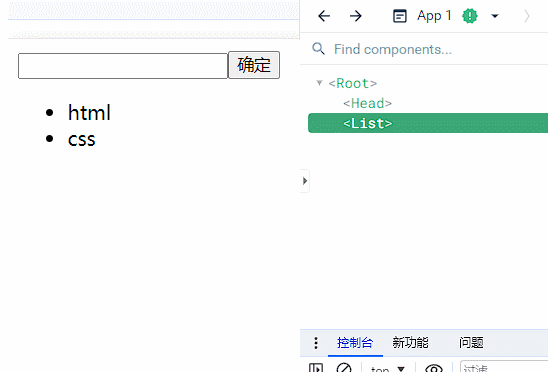 App 1
Find components...
确定
<Root>
html
<Head>
css
<List>
控制台 新功能 问题
top 过滤